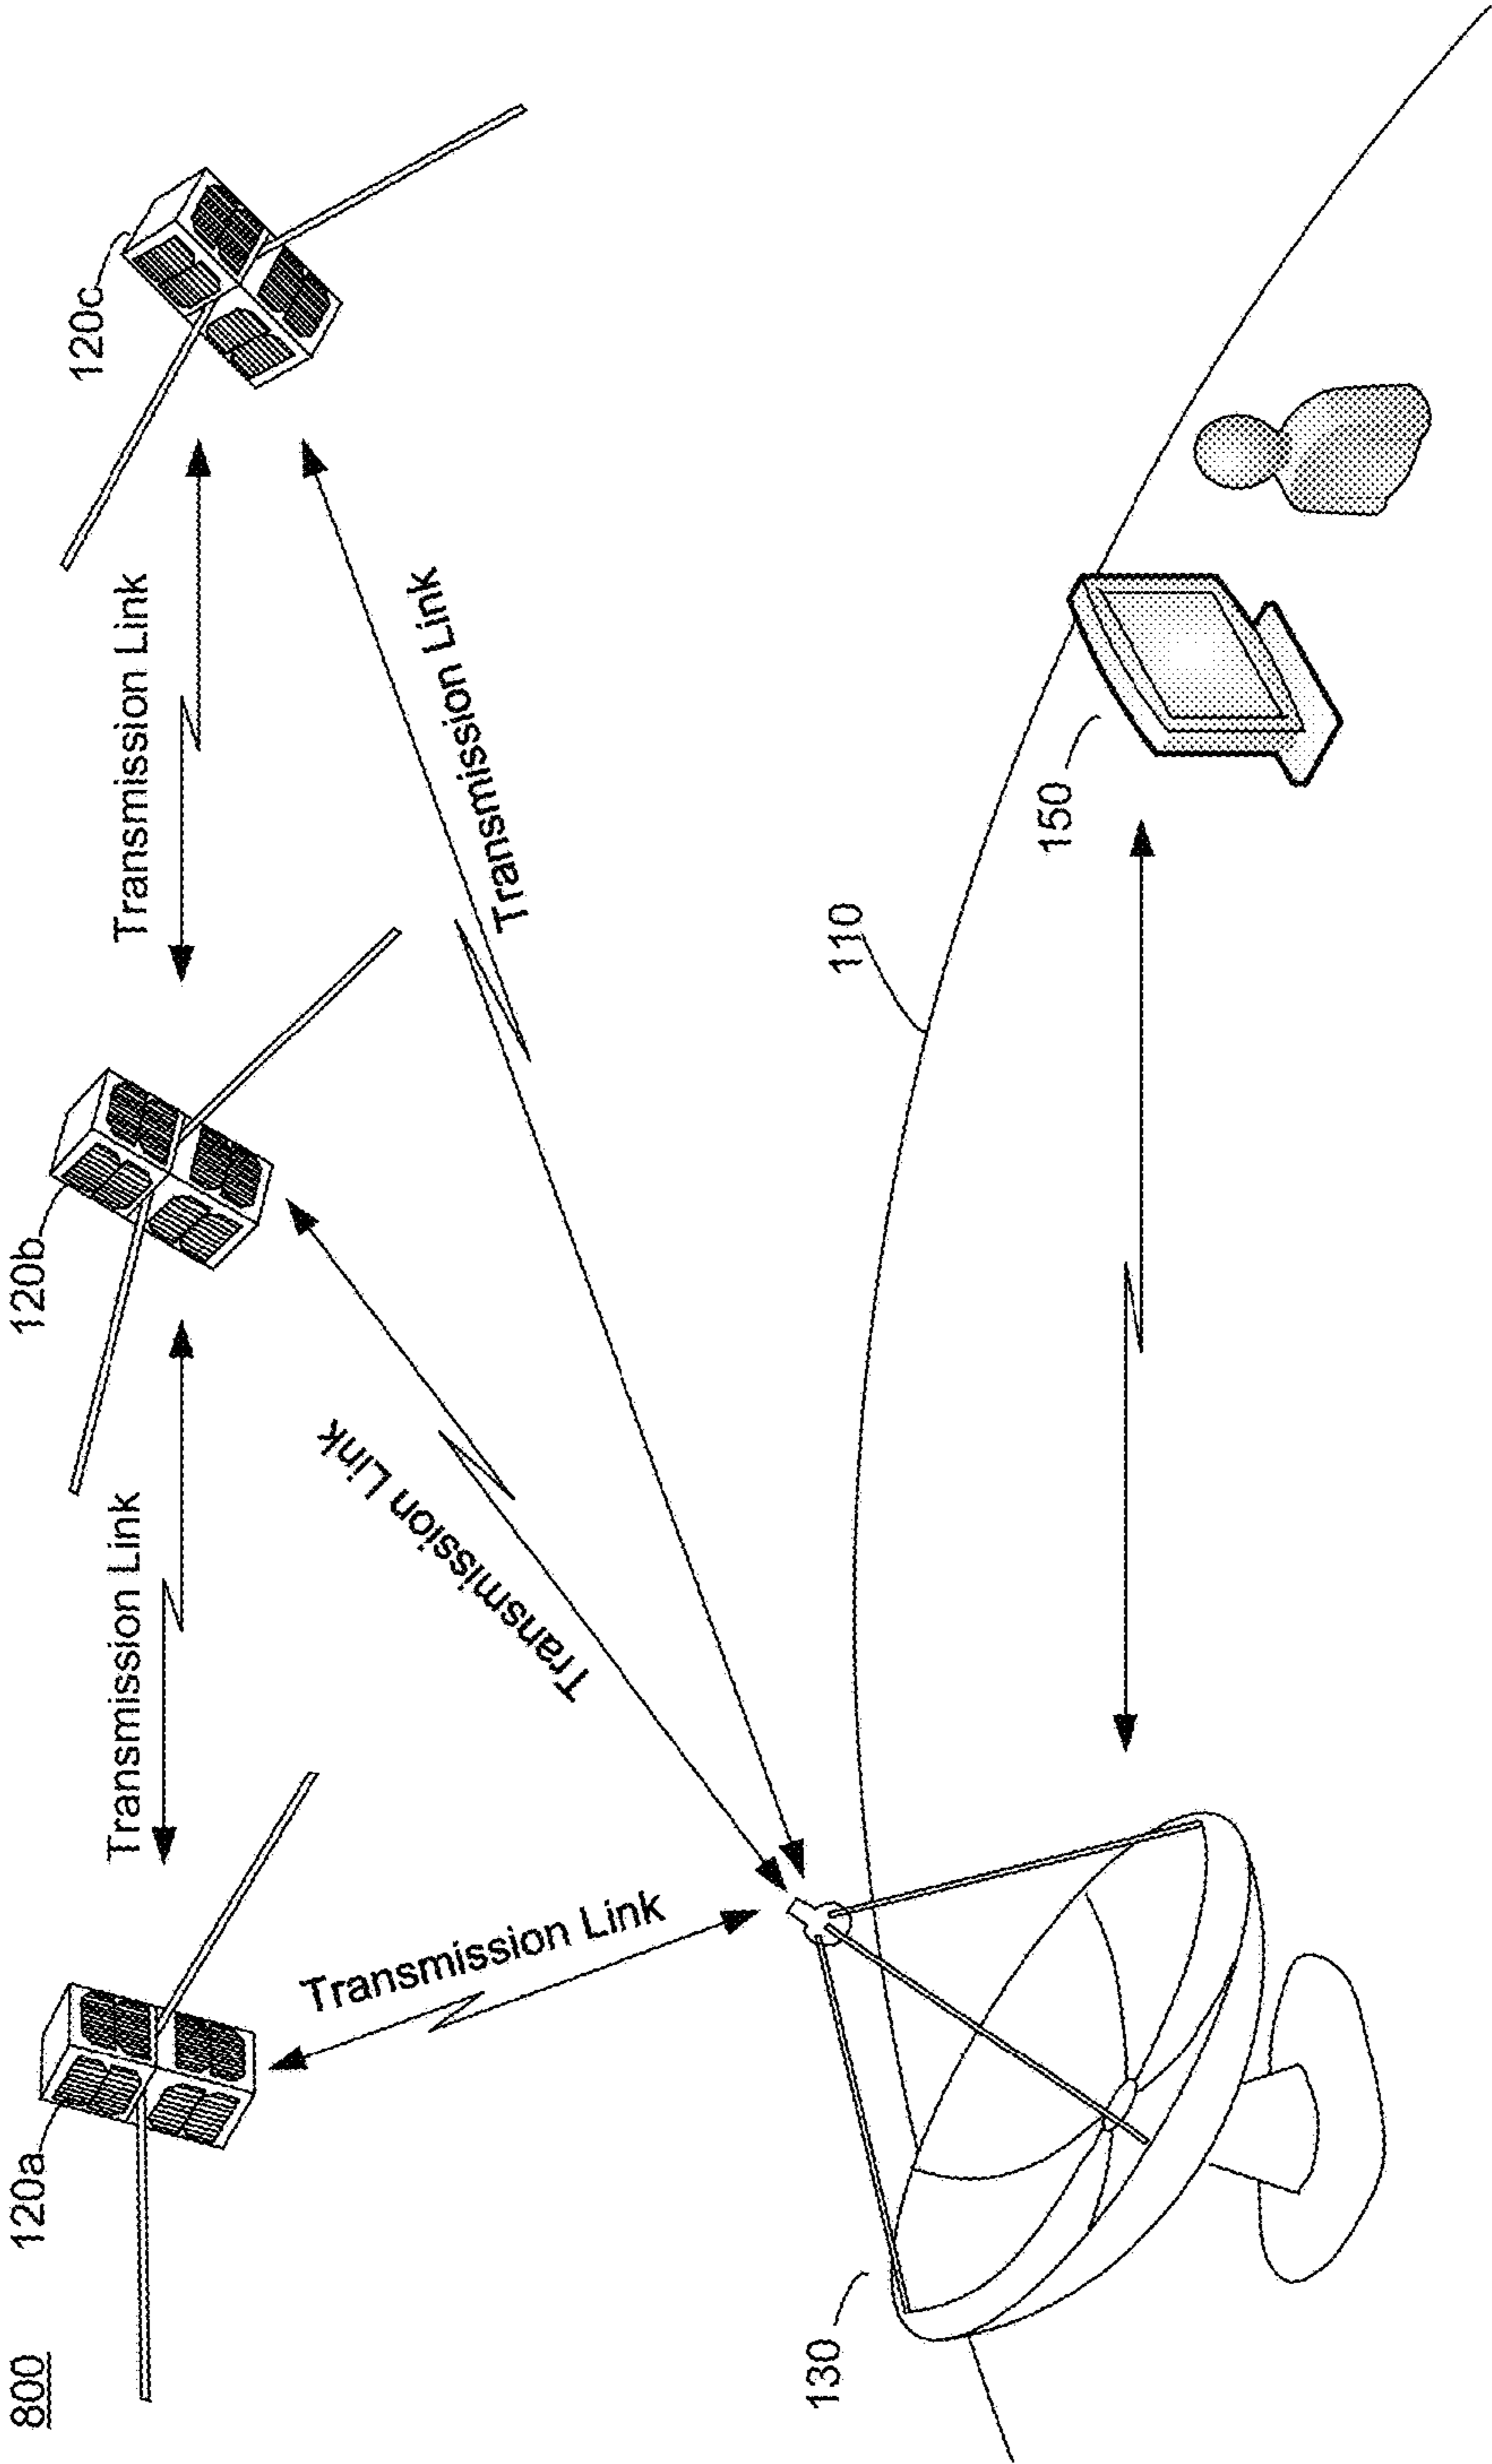 800
120a
120b
120c
Transmission Link
Transmission Link
Transmission Link
Transmission Link
Transmission Link
130
110
150